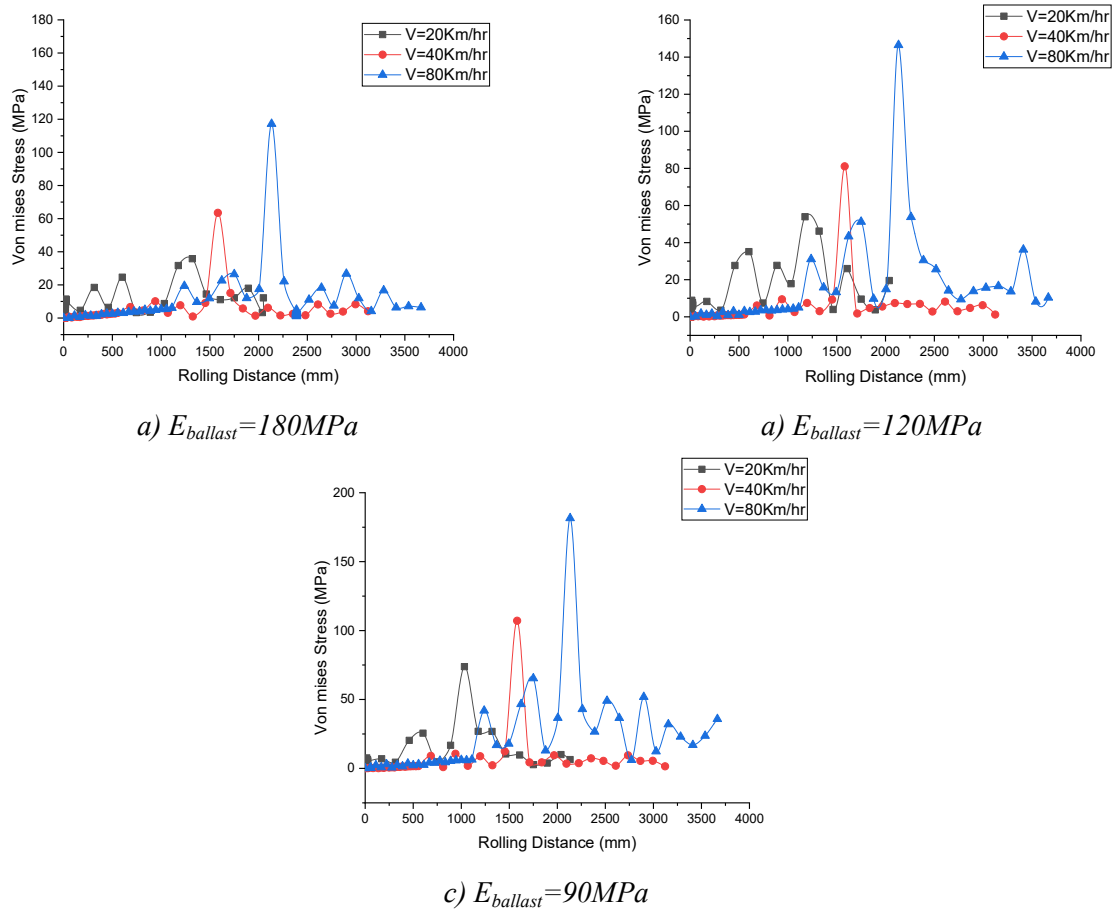 180
160
140
120
100
80
60
40
20
0
0 500 1000 1500 2000 2500 3000 3500 4000
Von mises Stress (MPa)
Rolling Distance (mm)
V=20Km/hr
V=40Km/hr
V=80Km/hr
a) Eballast=180MPa
160
140
120
100
80
60
40
20
0
0 500 1000 1500 2000 2500 3000 3500 4000
Von mises Stress (MPa)
Rolling Distance (mm)
V=20Km/hr
V=40Km/hr
V=80Km/hr
a) Eballast=120MPa
200
150
100
50
0
0 500 1000 1500 2000 2500 3000 3500 4000
Von mises Stress (MPa)
Rolling Distance (mm)
V=20Km/hr
V=40Km/hr
V=80Km/hr
c) Eballast=90MPa